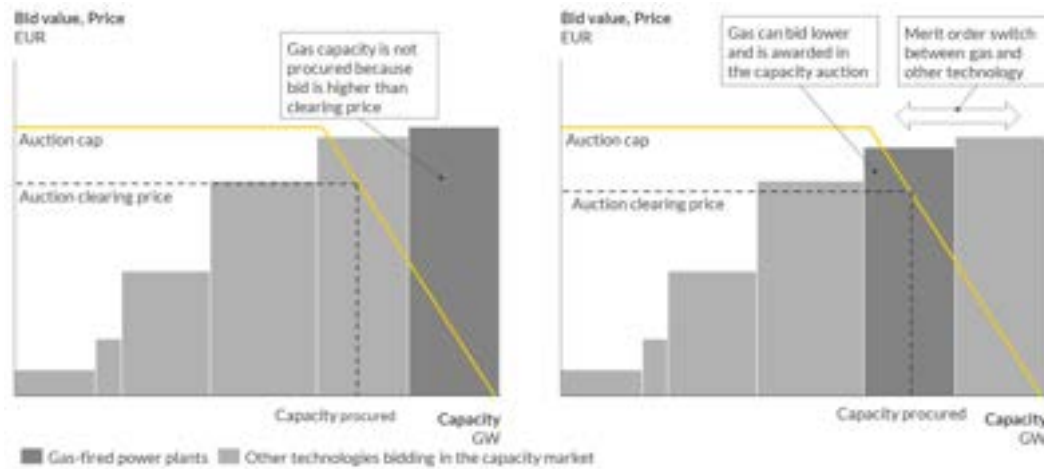 Bid value, Price
EUR
Gas capacity is not
procured because
bid is higher than
clearing price
Auction cap
Auction clearing price
Capacity procured
Capacity
GW
Bid value, Price
EUR
Gas can bid lower
and is awarded in
the capacity auction
Merit order switch
between gas and
other technology
Auction cap
Auction clearing price
Capacity procured
Capacity
GW
Gas-fired power plants
Other technologies bidding in the capacity market